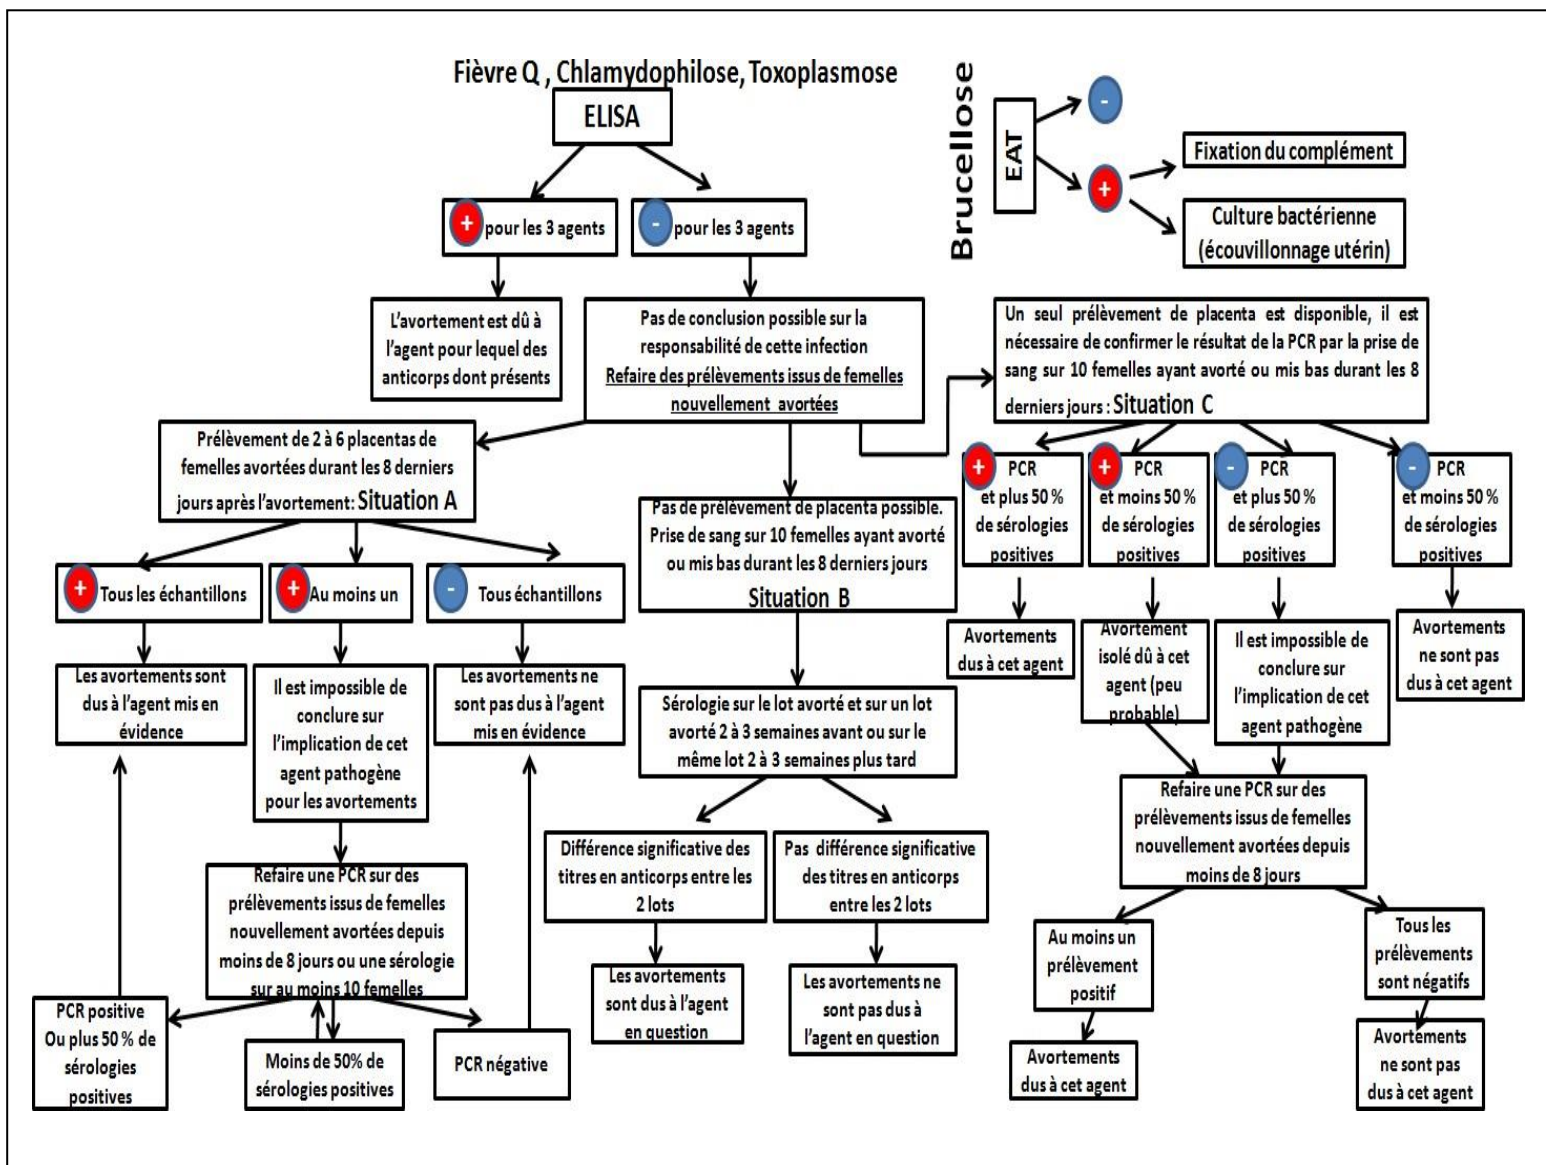 Fièvre Q , Chlamydophilose, Toxoplasmose
ELISA
+ pour les 3 agents
- pour les 3 agents
Brucellose
EAT
-
+
Fixation du complément
Culture bactérienne
(écouvillonnage utérin)
L'avortement est dû à
l'agent pour lequel des
anticorps dont présents
Pas de conclusion possible sur la
responsabilité de cette infection
Refaire des prélèvements issus de femelles
nouvellement avortées
Un seul prélèvement de placenta est disponible, il est
nécessaire de confirmer le résultat de la PCR par la prise de
sang sur 10 femelles ayant avorté ou mis bas durant les 8
derniers jours : Situation C
Prélèvement de 2 à 6 placentas de
femelles avortées durant les 8 derniers
jours après l'avortement: Situation A
Pas de prélèvement de placenta possible.
Prise de sang sur 10 femelles ayant avorté
ou mis bas durant les 8 derniers jours
Situation B
+ PCR
et plus 50 %
de sérologies
positives
+ PCR
et moins 50 %
de sérologies
positives
- PCR
et plus 50 %
de sérologies
positives
- PCR
et moins 50 %
de sérologies
positives
+ Tous les échantillons
+ Au moins un
- Tous échantillons
Les avortements sont
dus à l'agent mis en
évidence
Il est impossible de
conclure sur
l'implication de cet
agent pathogène
pour les avortements
Les avortements ne
sont pas dus à l'agent
mis en évidence
Sérologie sur le lot avorté et sur un lot
avorté 2 à 3 semaines avant ou sur le
même lot 2 à 3 semaines plus tard
Avortements
dus à cet agent
Avortement
isolé dû à cet
agent (peu
probable)
Il est impossible de
conclure sur
l'implication de cet
agent pathogène
Avortements
ne sont pas
dus à cet agent
Refaire une PCR sur des
prélèvements issus de femelles
nouvellement avortées depuis
moins de 8 jours
Refaire une PCR sur des
prélèvements issus de femelles
nouvellement avortées depuis
moins de 8 jours ou une sérologie
sur au moins 10 femelles
Différence significative des
titres en anticorps entre les
2 lots
Pas différence significative
des titres en anticorps
entre les 2 lots
Au moins un
prélèvement
positif
Tous les
prélèvements
sont négatifs
PCR positive
Ou plus 50 % de
sérologies
positives
Moins de 50% de
sérologies positives
PCR négative
Les avortements
sont dus à l'agent
en question
Les avortements ne
sont pas dus à
l'agent en question
Avortements
dus à cet agent
Avortements
ne sont pas
dus à cet agent